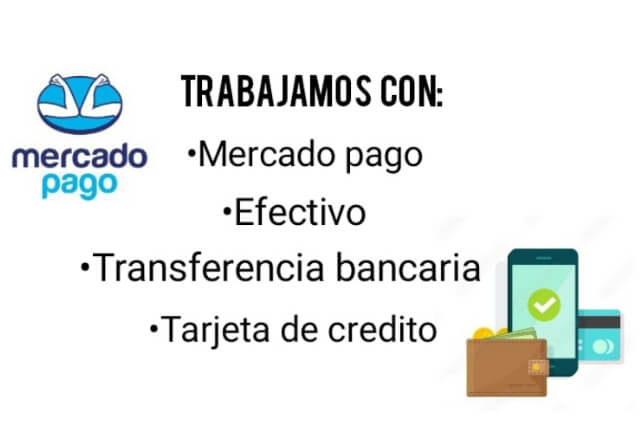 TRABAJAMOS CON:
mercado
pago
•Mercado pago
•Efectivo
•Transferencia bancaria
•Tarjeta de credito